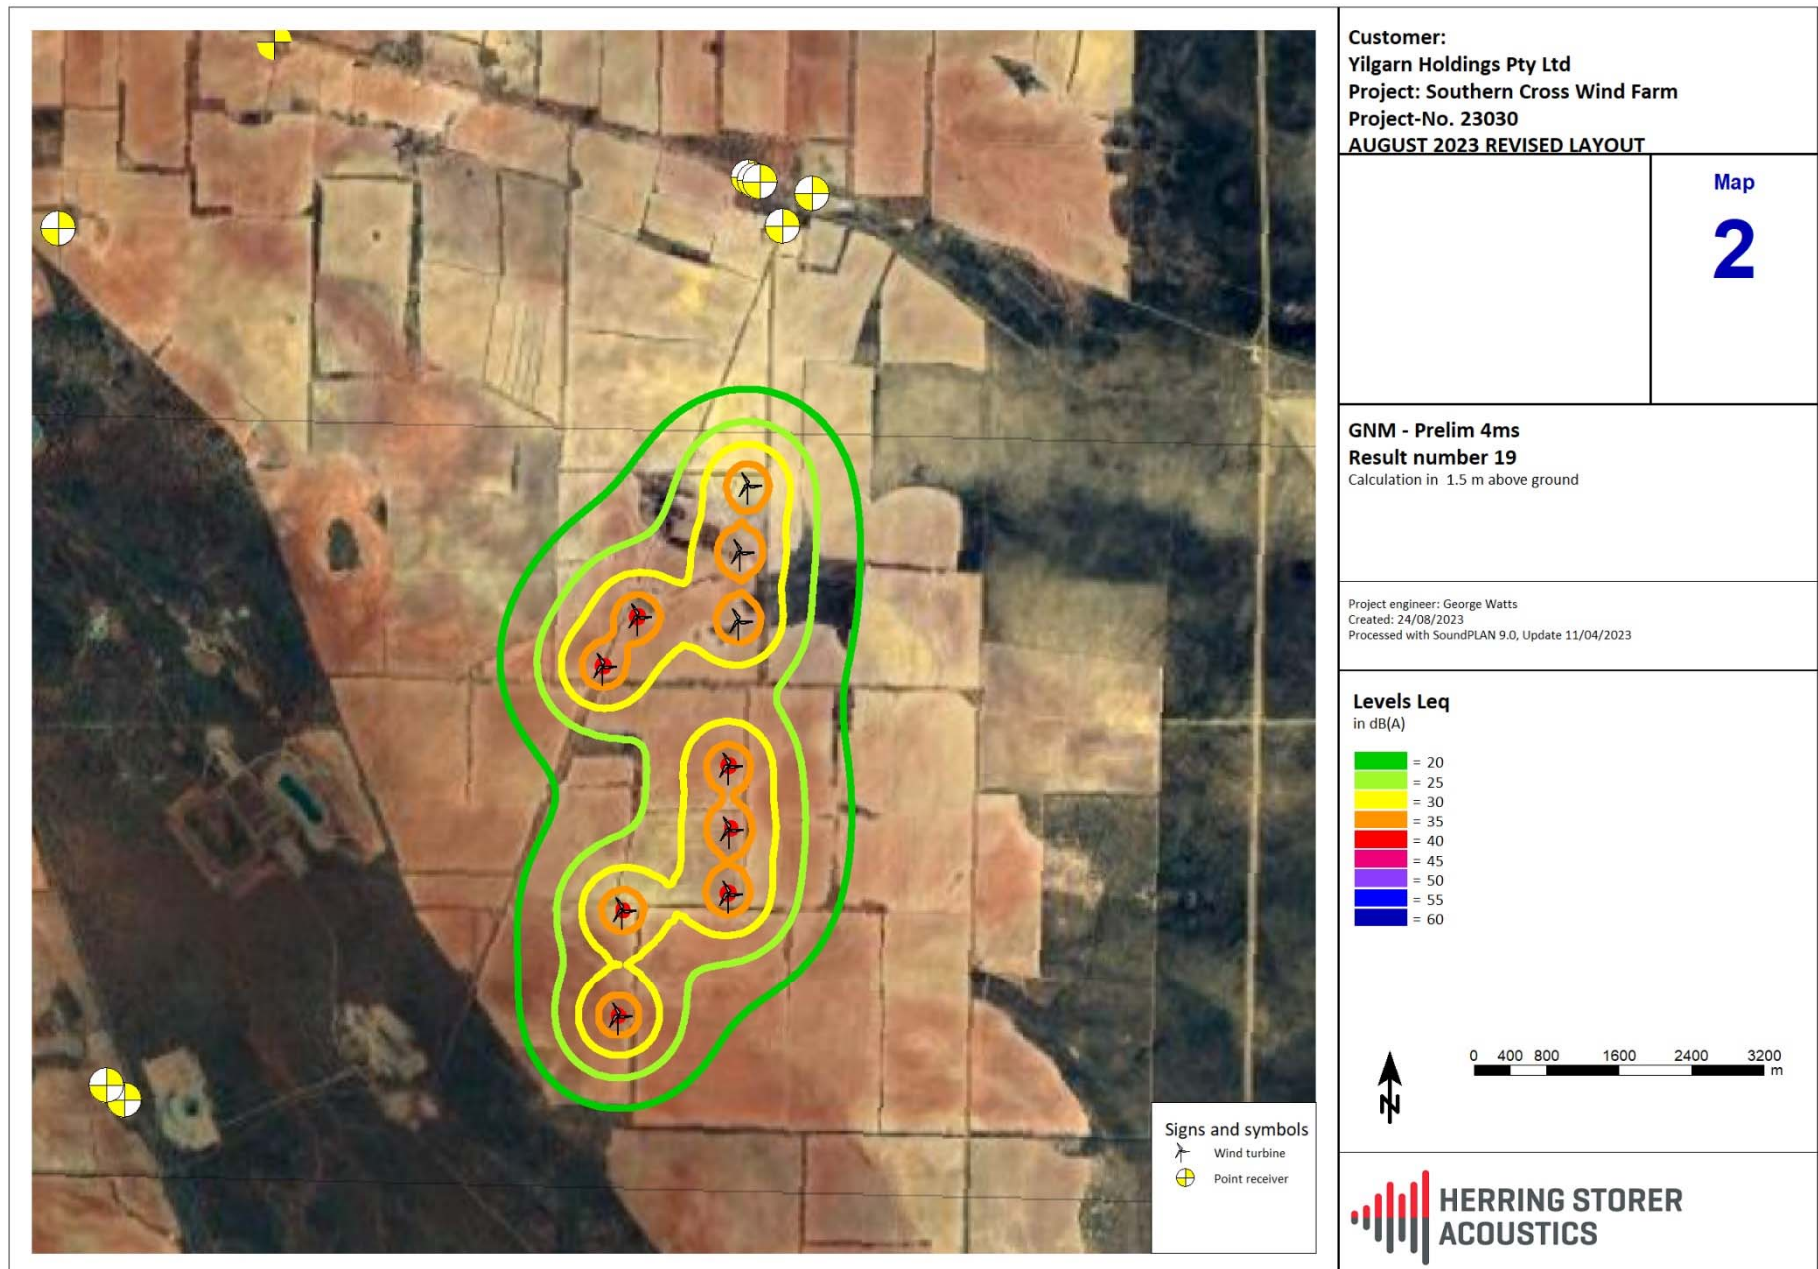 Customer:
Yilgarn Holdings Pty Ltd
Project: Southern Cross Wind Farm
Project-No. 23030
AUGUST 2023 REVISED LAYOUT
Map
2
GNM - Prelim 4ms
Result number 19
Calculation in 1.5 m above ground
Project engineer: George Watts
Created: 24/08/2023
Processed with SoundPLAN 9.0, Update 11/04/2023
Levels Leq
in dB(A)
= 20
= 25
= 30
= 35
= 40
= 45
= 50
= 55
= 60
0 400 800 1600 2400 3200
m
N
Signs and symbols
Wind turbine
Point receiver
HERRING STORER
ACOUSTICS